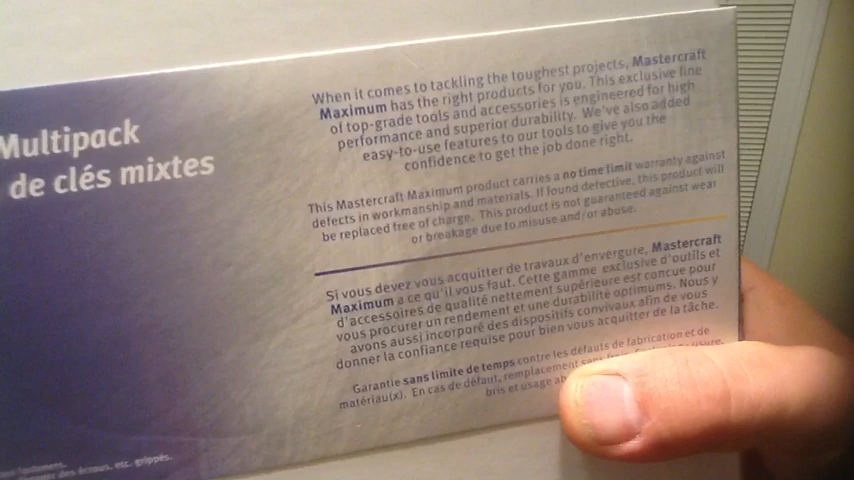 Multipack
de clés mixtes
When it comes to tackling the toughest projects, Mastercraft
Maximum has the right products for you. This exclusive line
of top-grade tools and accessories is engineered for high
performance and superior durability. We've also added
easy-to-use features to our tools to give you the
confidence to get the job done right.
This Mastercraft Maximum product carries a no time limit warranty against
defects in workmanship and materials. If found defective, this product will
be replaced free of charge. This product is not guaranteed against wear
or breakage due to misuse and/or abuse.
Si vous devez vous acquitter de travaux d'envergure, Mastercraft
Maximum a ce qu'il vous faut. Cette gamme exclusive d'outils et
d'accessoires de qualité nettement supérieure est conçue pour
vous procurer un rendement et une durabilité optimums. Nous y
avons aussi incorporé des dispositifs conviviaux afin de vous
donner la confiance requise pour bien vous acquitter de la tâche.
Garantie sans limite de temps contre les défauts de fabrication et de
matériau(x). En cas de défaut, remplacement sans
bris et usage
des écrous, etc. grippés.